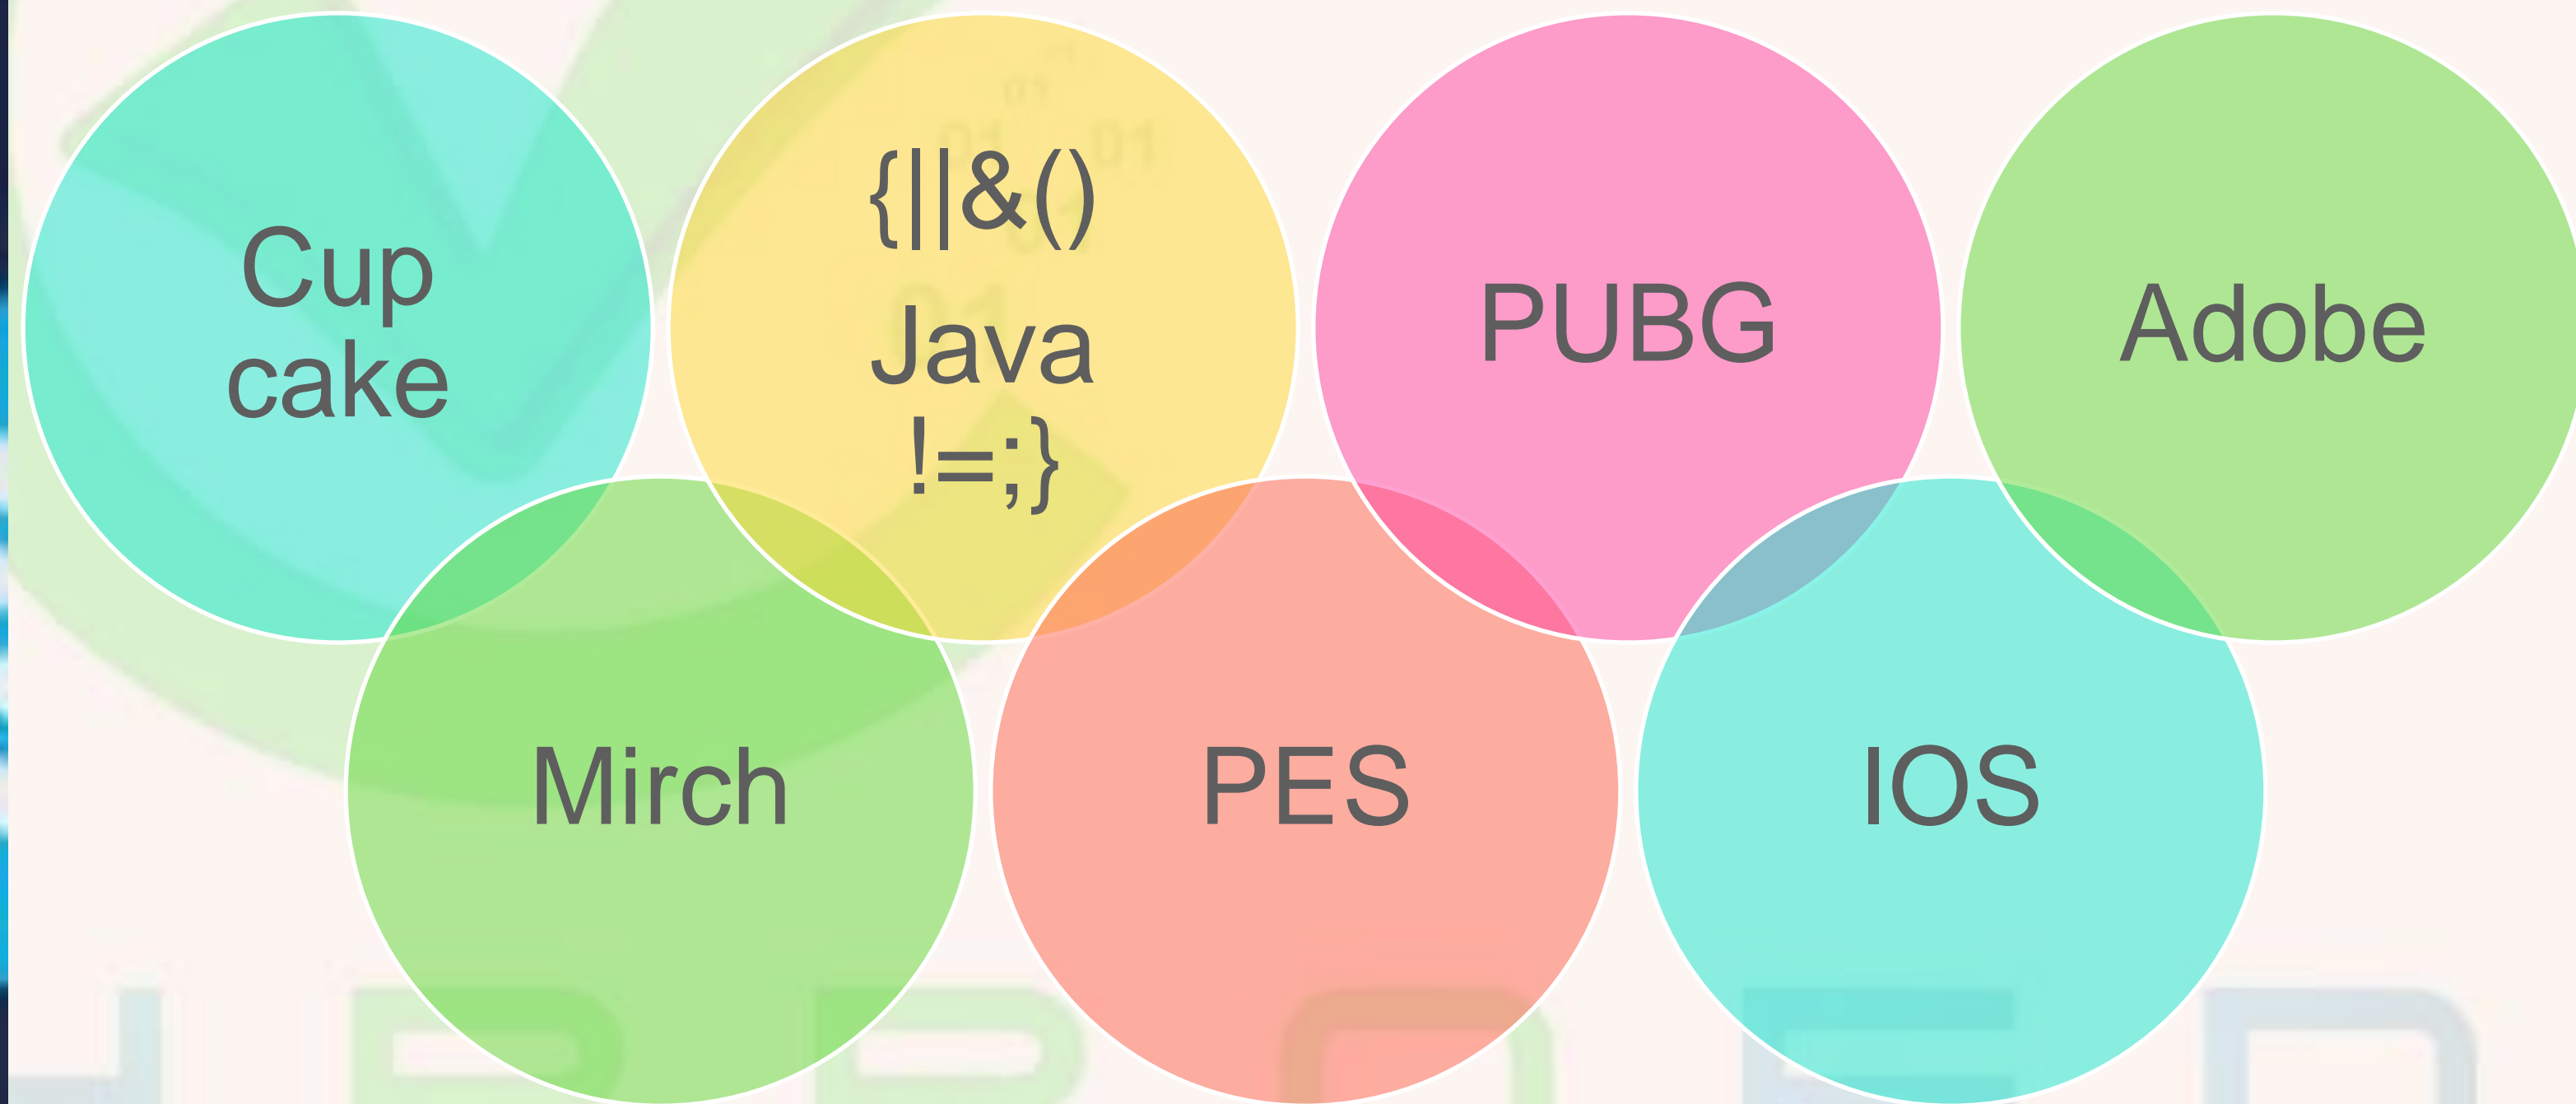 Cup
cake
{||&()
Java
!=;}
PUBG
Adobe
Mirch
PES
IOS